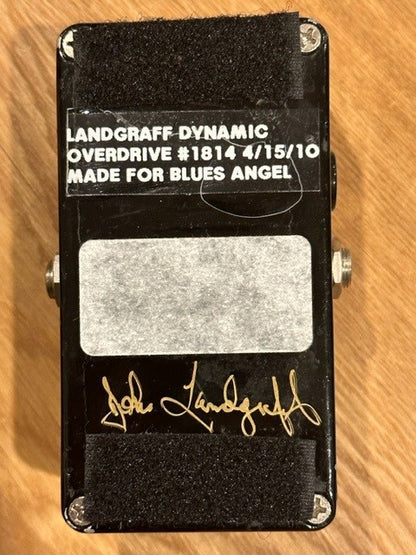 LANDGRAFF DYNAMIC
OVERDRIVE #1814 4/15/10
MADE FOR BLUES ANGEL
John Landgraff